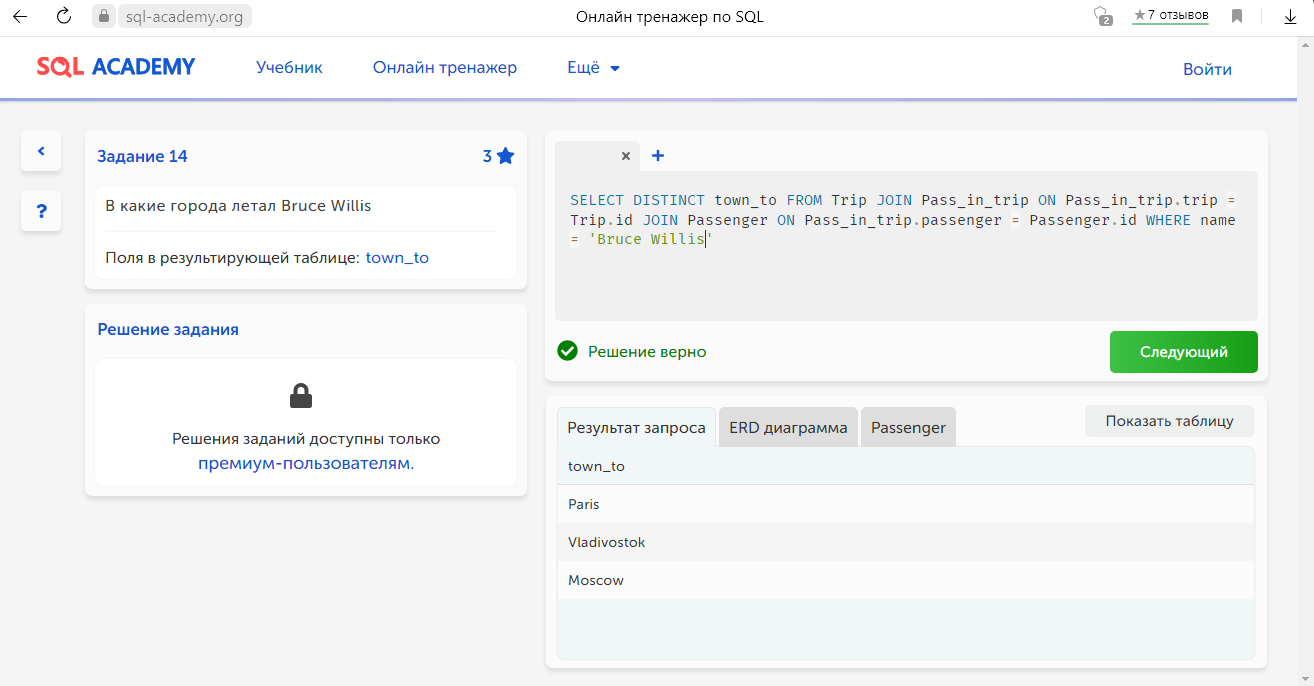 sql-academy.org
Онлайн тренажер по SQL
2
★ 7 отзывов
SQL ACADEMY
Учебник
Онлайн тренажер
Ещё
Войти
Задание 14
3
В какие города летал Bruce Willis
Поля в результирующей таблице: town_to
?
Решение задания
Решения заданий доступны только
премиум-пользователям.
SELECT DISTINCT town_to FROM Trip JOIN Pass_in_trip ON Pass_in_trip.trip =
Trip.id JOIN Passenger ON Pass_in_trip.passenger = Passenger.id WHERE name
= 'Bruce Willis'
Решение верно
Следующий
Результат запроса
ERD диаграмма
Passenger
Показать таблицу
town_to
Paris
Vladivostok
Moscow